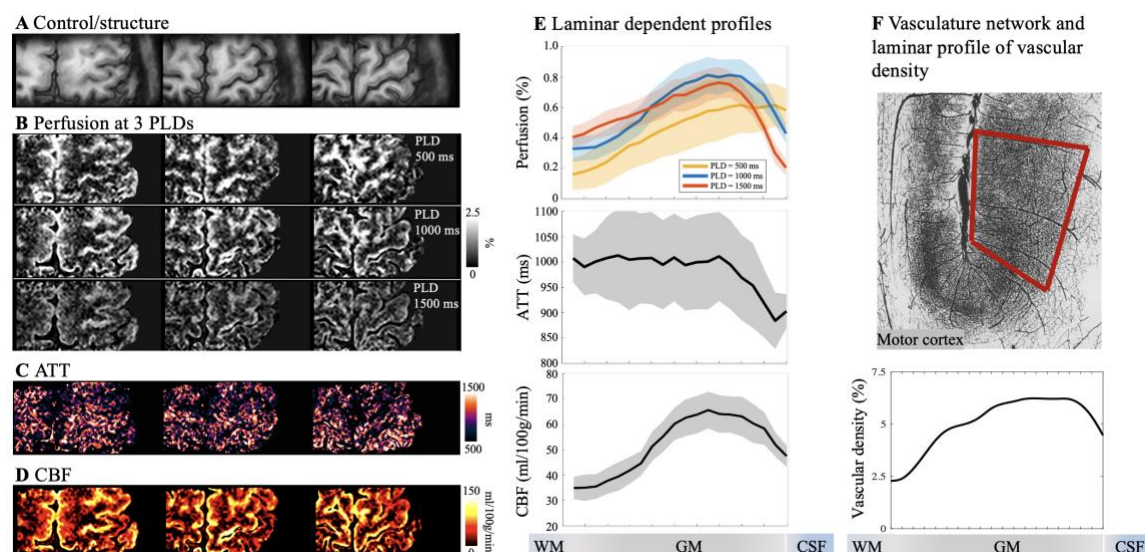 A Control/structure
B Perfusion at 3 PLDs
PLD
500 ms
PLD
1000 ms
PLD
1500 ms
2.5
%
0
C ATT
1500
ms
500
D CBF
150
ml/100g/min
0
E Laminar dependent profiles
Perfusion (%)
1.0
0.8
0.6
0.4
0.2
0
PLD = 500 ms
PLD = 1000 ms
PLD = 1500 ms
ATT (ms)
1100
1050
1000
950
900
850
800
CBF (ml/100g/min)
80
70
60
50
40
30
20
WM GM CSF
F Vasculature network and
laminar profile of vascular
density
Motor cortex
Vascular density (%)
7.5
5
2.5
0
WM GM CSF